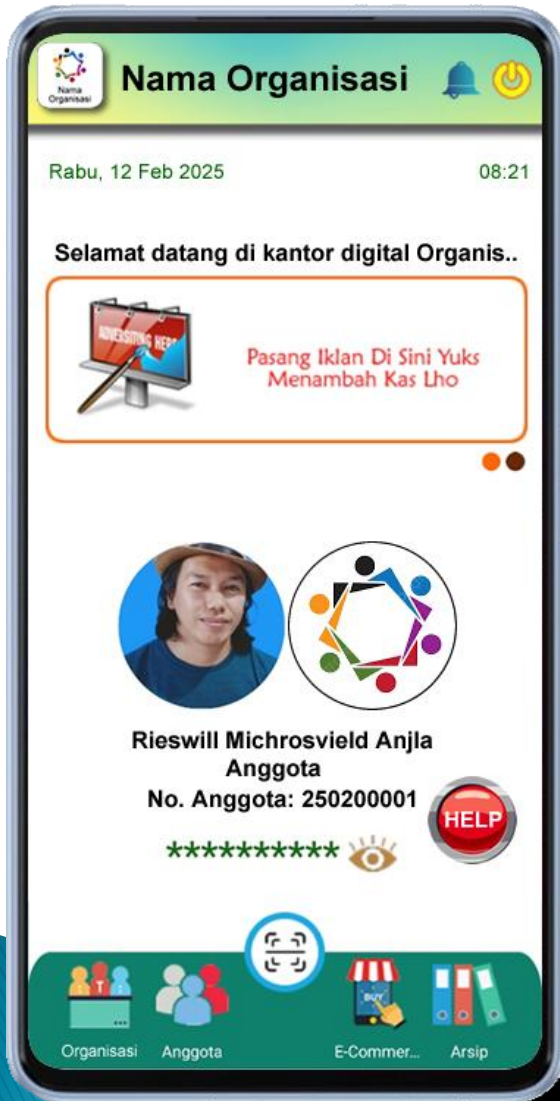 Nama
Organisasi
Nama Organisasi
Rabu, 12 Feb 2025 08:21
Selamat datang di kantor digital Organis..
ADVERSITING HERE
Pasang Iklan Di Sini Yuks
Menambah Kas Lho
Rieswill Michrosvield Anjla
Anggota
No. Anggota: 250200001
HELP
**********
BUY
Organisasi Anggota E-Commer... Arsip